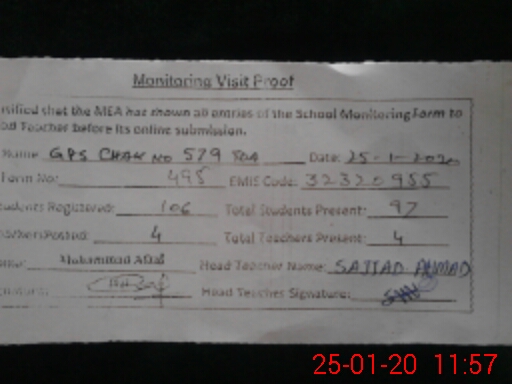 Monitoring Visit Proof
rtified that the MEA has shown all entries of the School Monitoring Form to
ad Teacher before its online submission.
Name: GPS CHAK NO 579 TDA Date: 25-1-2020
Form No: 495 EMIS Code: 32320955
udents Registered: 106 Total Students Present: 97
achers Posted: 4 Total Teachers Present: 4
Muhammad Afzal Head Teacher Name: SAJJAD AHMAD
Head Teacher Signature:
25-01-20 11:57